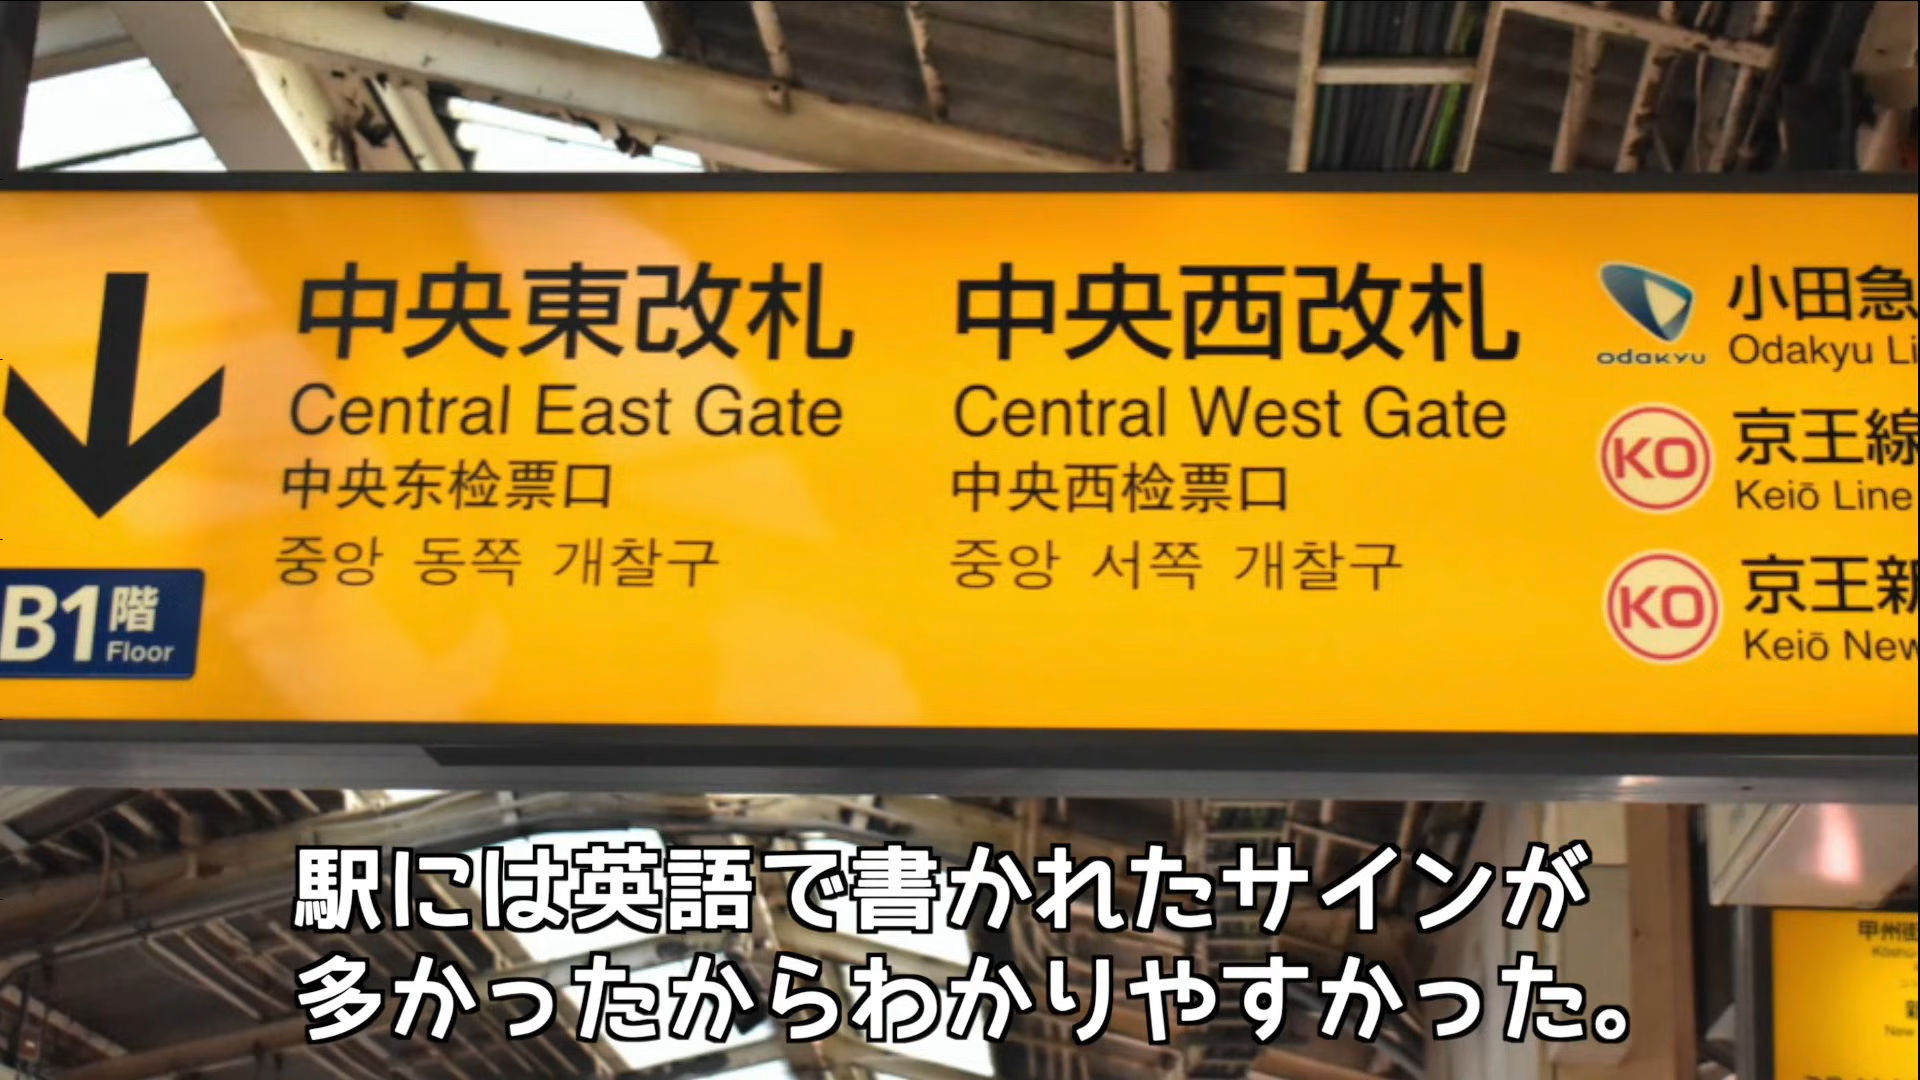 中央東改札
Central East Gate
中央东检票口
중앙 동쪽 개찰구
中央西改札
Central West Gate
中央西检票口
중앙 서쪽 개찰구
odakyu
小田急
Odakyu Li
KO
京王線
Keiō Line
KO
京王新
Keiō New
B1階
Floor
甲州街
New
駅には英語で書かれたサインが
多かったからわかりやすかった。